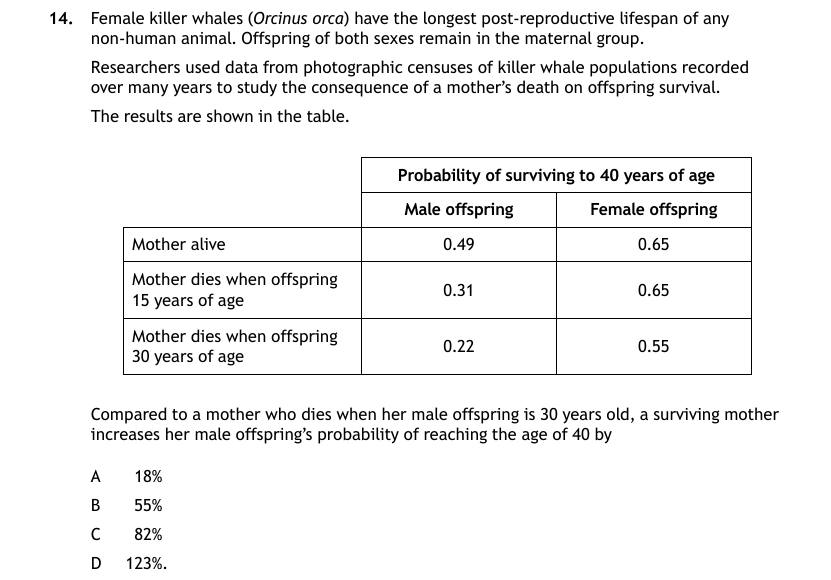 14. Female killer whales (Orcinus orca) have the longest post-reproductive lifespan of any
non-human animal. Offspring of both sexes remain in the maternal group.
Researchers used data from photographic censuses of killer whale populations recorded
over many years to study the consequence of a mother’s death on offspring survival.
The results are shown in the table.
Probability of surviving to 40 years of age
Male offspring Female offspring
Mother alive 0.49 0.65
Mother dies when offspring
15 years of age 0.31 0.65
Mother dies when offspring
30 years of age 0.22 0.55
Compared to a mother who dies when her male offspring is 30 years old, a surviving mother
increases her male offspring’s probability of reaching the age of 40 by
A 18%
B 55%
C 82%
D 123%.